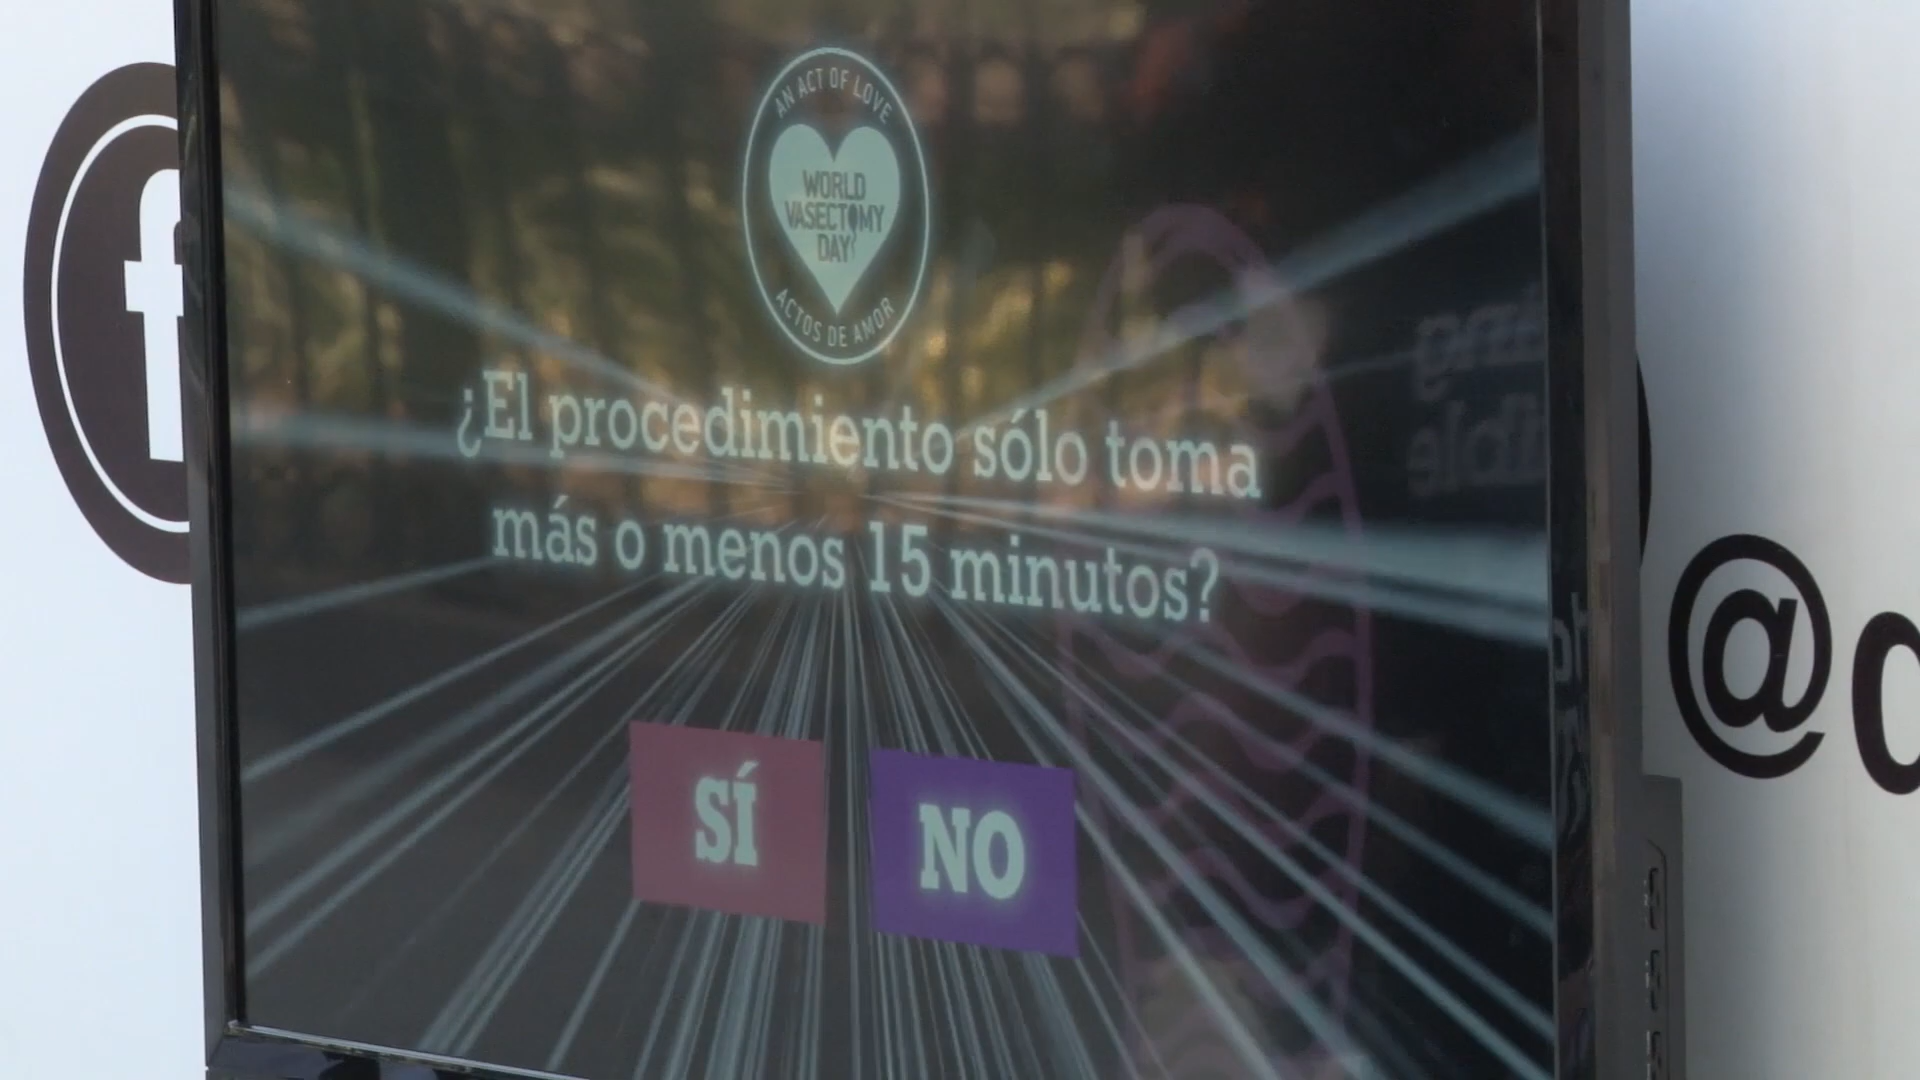 AN ACT OF LOVE
WORLD
VASECTOMY
DAY
ACTOS DE AMOR
¿El procedimiento sólo toma
más o menos 15 minutos?
SÍ
NO
f
@